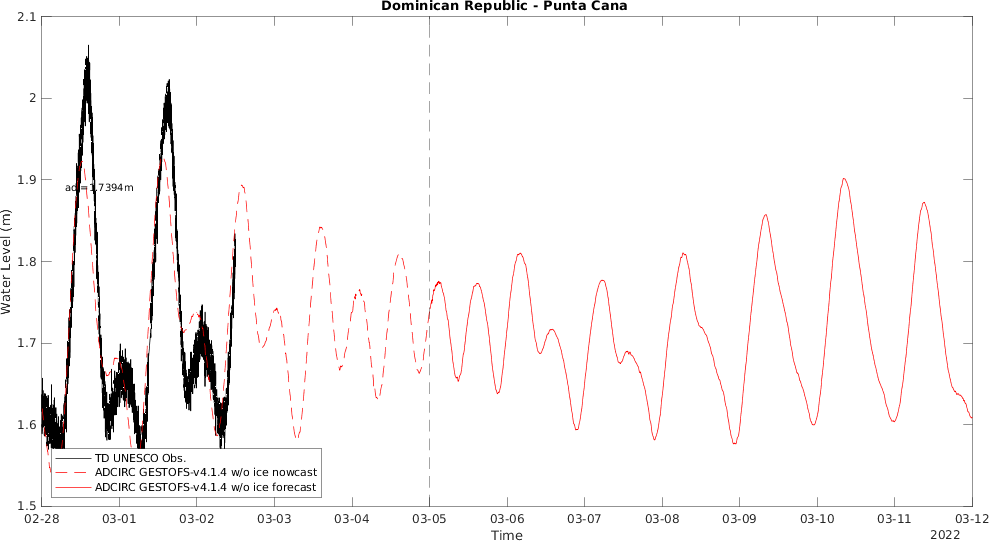 Dominican Republic - Punta Cana
2.1
2
1.9
1.8
1.7
1.6
1.5
Water Level (m)
1.7394m
TD UNESCO Obs.
ADCIRC GESTOFS-v4.1.4 w/o ice nowcast
ADCIRC GESTOFS-v4.1.4 w/o ice forecast
02-28 03-01 03-02 03-03 03-04 03-05 03-06 03-07 03-08 03-09 03-10 03-11 03-12
Time
2022